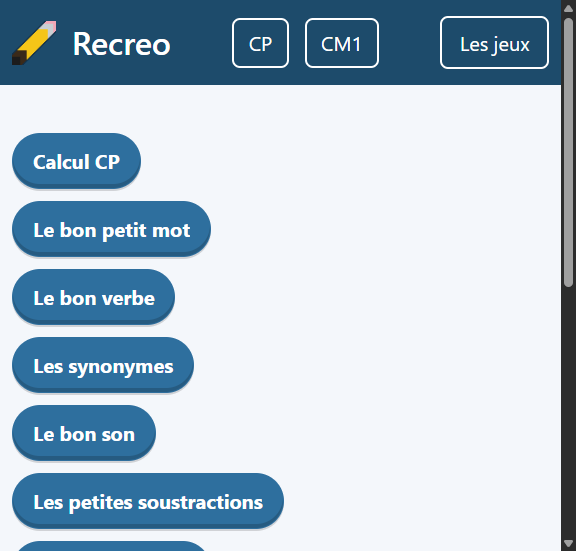 Recreo
CP
CM1
Les jeux
Calcul CP
Le bon petit mot
Le bon verbe
Les synonymes
Le bon son
Les petites soustractions